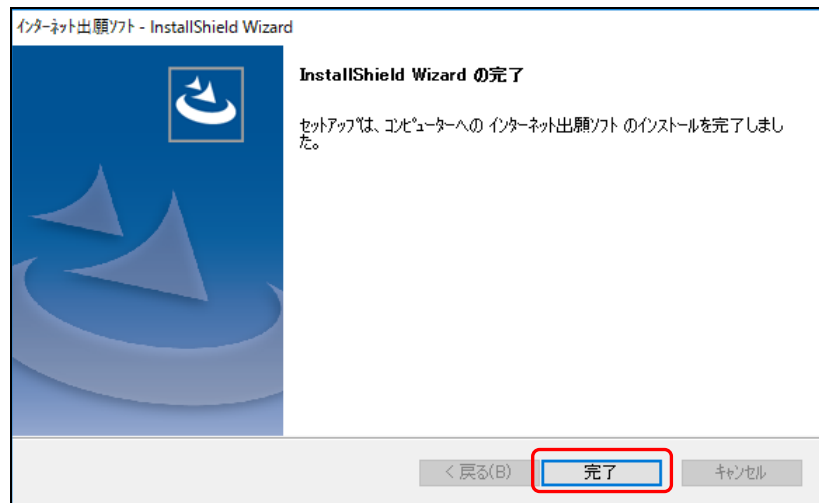 インターネット出願ソフト - InstallShield Wizard
InstallShield Wizard の完了
セットアップは、コンピューターへの インターネット出願ソフト のインストールを完了しまし
た。
< 戻る(B)
完了
キャンセル